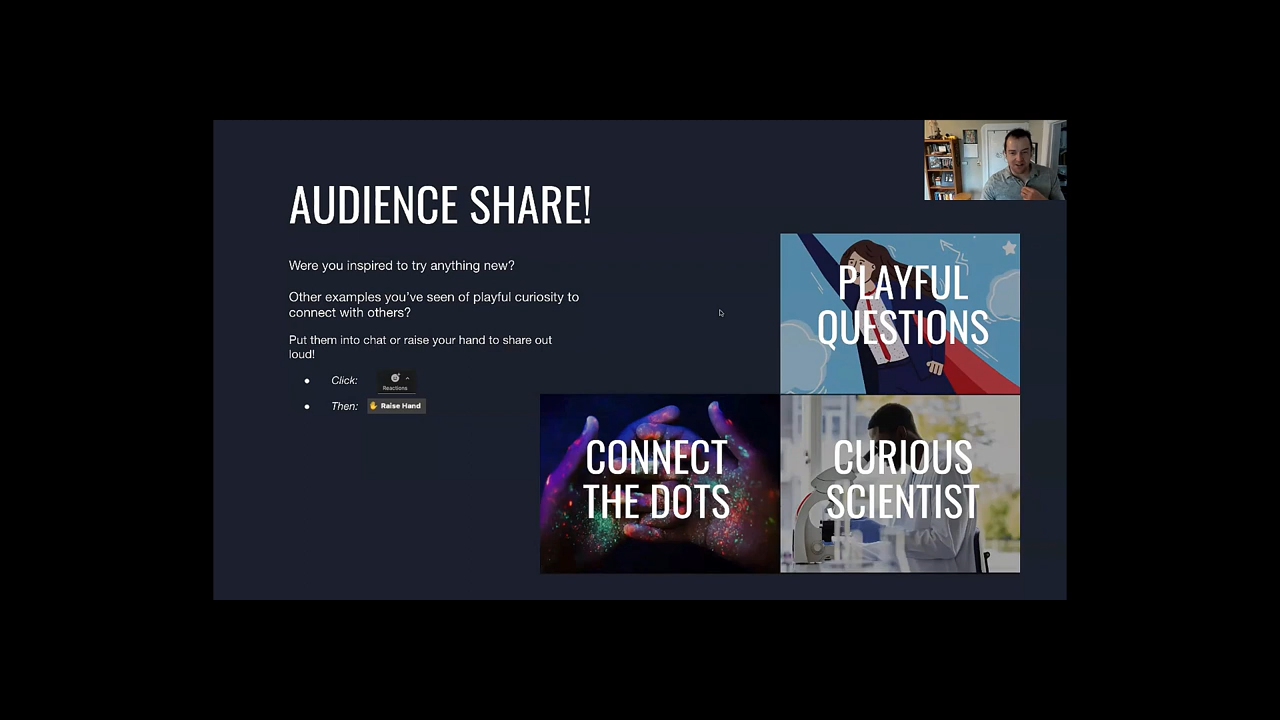 AUDIENCE SHARE!
Were you inspired to try anything new?
Other examples you've seen of playful curiosity to
connect with others?
Put them into chat or raise your hand to share out
loud!
Click:
Reactions
Then:
Raise Hand
PLAYFUL
QUESTIONS
CONNECT
THE DOTS
CURIOUS
SCIENTIST